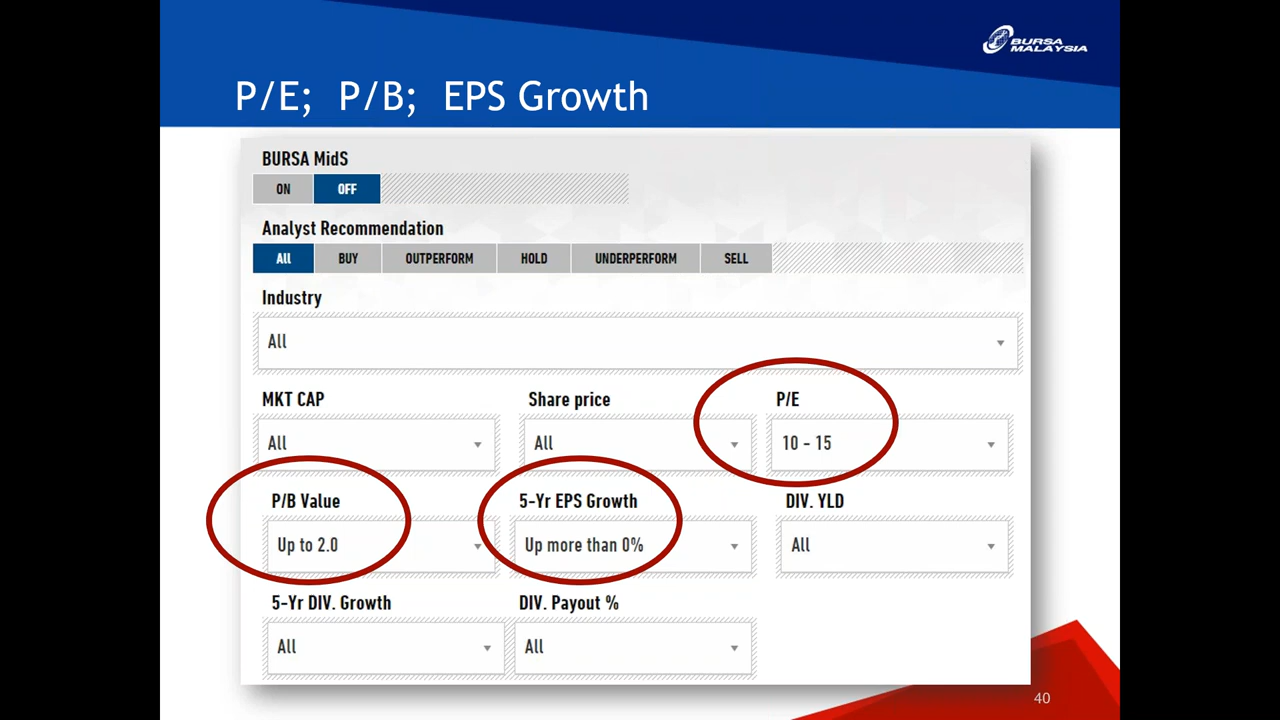 BURSA
MALAYSIA
P/E; P/B; EPS Growth
BURSA MidS
ON OFF
Analyst Recommendation
All BUY OUTPERFORM HOLD UNDERPERFORM SELL
Industry
All
MKT CAP Share price P/E
All All 10 - 15
P/B Value 5-Yr EPS Growth DIV. YLD
Up to 2.0 Up more than 0% All
5-Yr DIV. Growth DIV. Payout %
All All
40